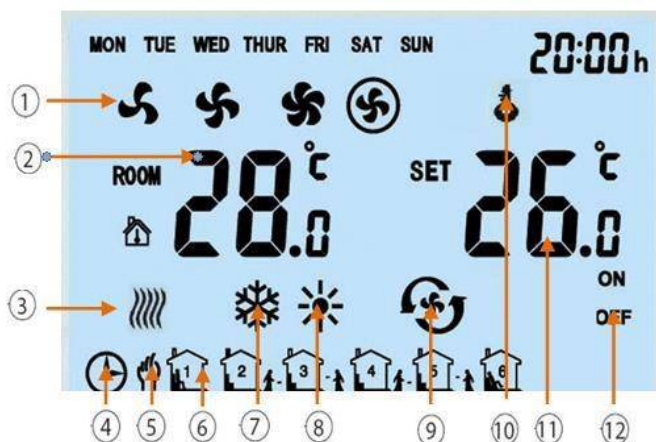 MON TUE WED THUR FRI SAT SUN 20:00h
①
②
ROOM 28.0°C SET 26.0°C
ON
③
OFF
1 2 3 4 5 6
④ ⑤ ⑥ ⑦ ⑧ ⑨ ⑩ ⑪ ⑫